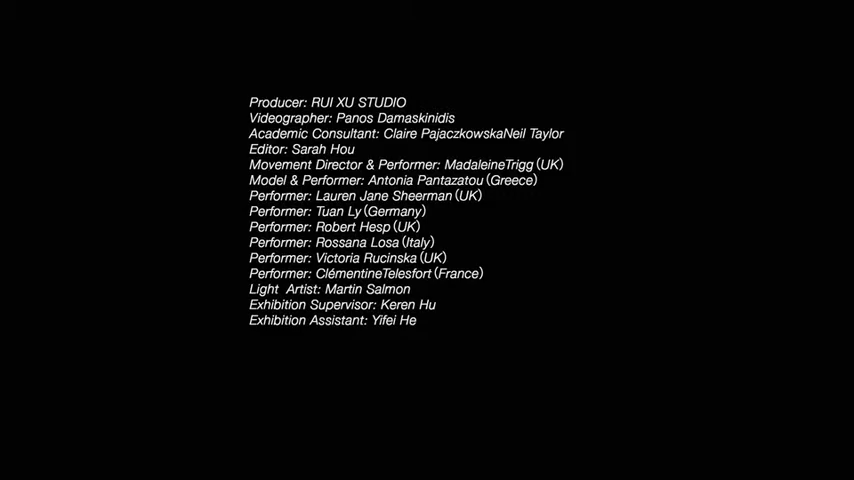 Producer: RUI XU STUDIO
Videographer: Panos Damaskinidis
Academic Consultant: Claire PajaczkowskaNeil Taylor
Editor: Sarah Hou
Movement Director & Performer: MadaleineTrigg (UK)
Model & Performer: Antonia Pantazatou (Greece)
Performer: Lauren Jane Sheerman (UK)
Performer: Tuan Ly (Germany)
Performer: Robert Hesp (UK)
Performer: Rossana Losa (Italy)
Performer: Victoria Rucinska (UK)
Performer: ClémentineTelesfort (France)
Light Artist: Martin Salmon
Exhibition Supervisor: Keren Hu
Exhibition Assistant: Yifei He